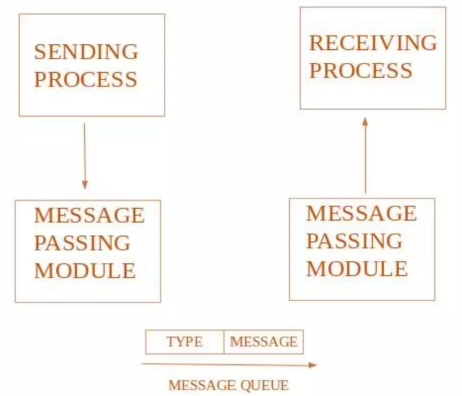 SENDING
PROCESS
RECEIVING
PROCESS
MESSAGE
PASSING
MODULE
MESSAGE
PASSING
MODULE
TYPE MESSAGE
MESSAGE QUEUE